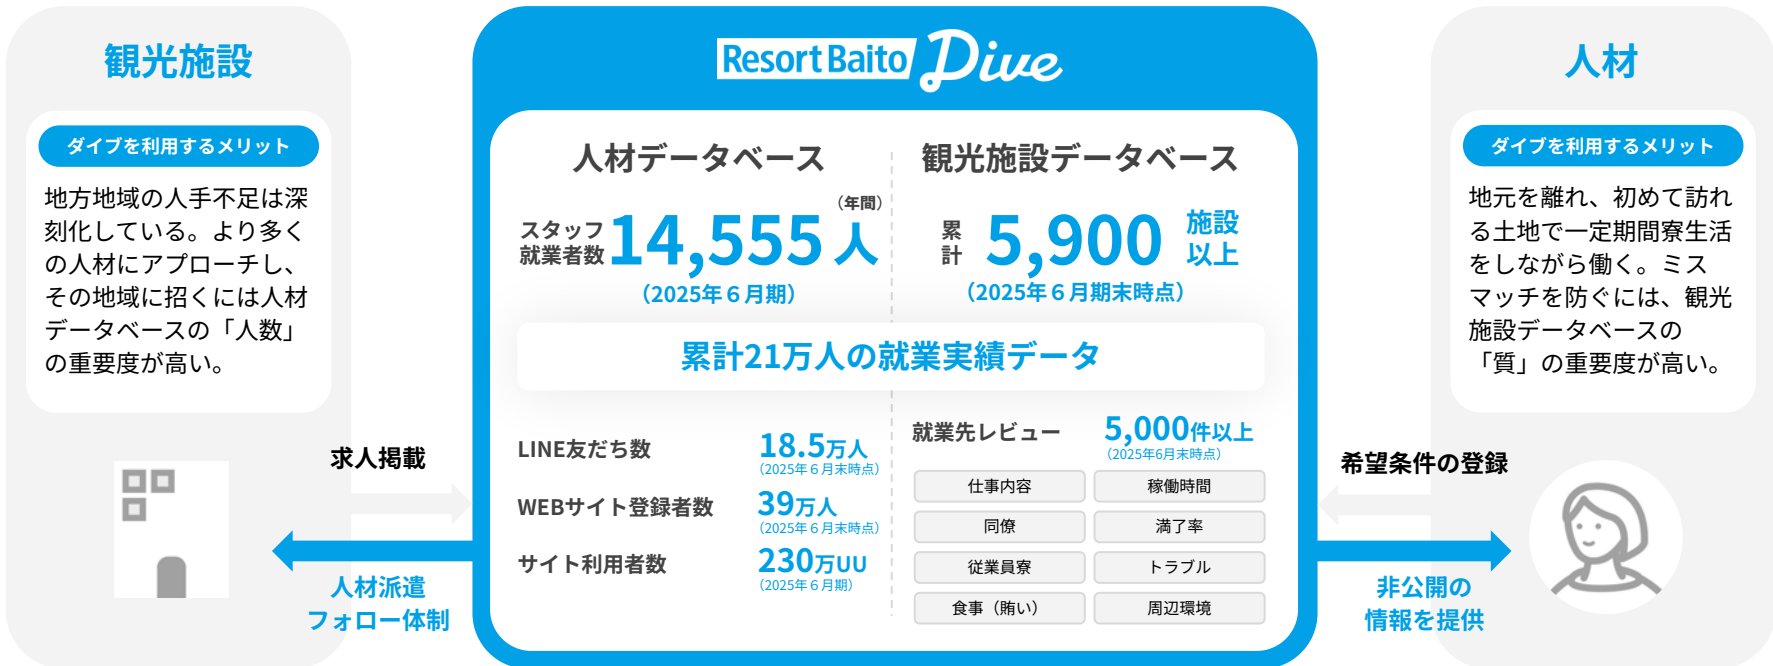 観光施設
ダイブを利用するメリット
地方地域の人手不足は深
刻化している。より多く
の人材にアプローチし、
その地域に招くには人材
データベースの「人数」
の重要度が高い。
求人掲載
人材派遣
フォロー体制
Resort Baito Dive
人材データベース
(年間)
スタッフ
就業者数
14,555人
（2025年６月期）
観光施設データベース
累計
5,900
施設
以上
（2025年６月期末時点）
累計21万人の就業実績データ
LINE友だち数
18.5万人
（2025年６月末時点）
WEBサイト登録者数
39万人
（2025年６月末時点）
サイト利用者数
230万UU
（2025年６月期）
就業先レビュー
5,000件以上
（2025年6月末時点）
仕事内容
稼働時間
同僚
満了率
従業員寮
トラブル
食事（賄い）
周辺環境
人材
ダイブを利用するメリット
地元を離れ、初めて訪れ
る土地で一定期間寮生活
をしながら働く。ミス
マッチを防ぐには、観光
施設データベースの
「質」の重要度が高い。
希望条件の登録
非公開の
情報を提供